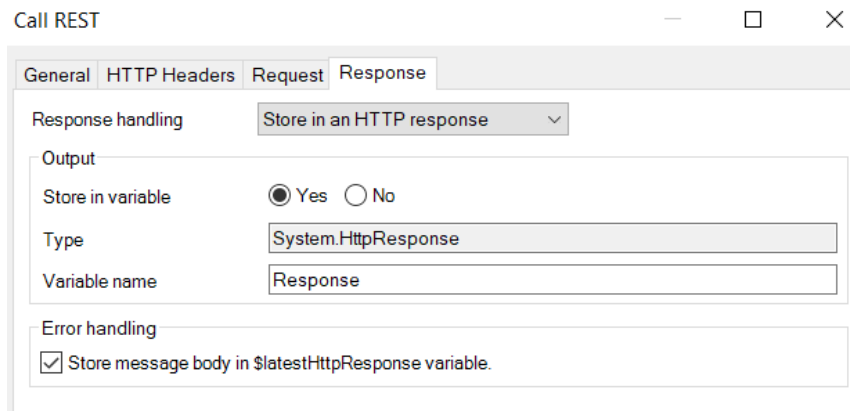 Call REST
General HTTP Headers Request Response
Response handling Store in an HTTP response
Output
Store in variable Yes No
Type System.HttpResponse
Variable name Response
Error handling
Store message body in $latestHttpResponse variable.